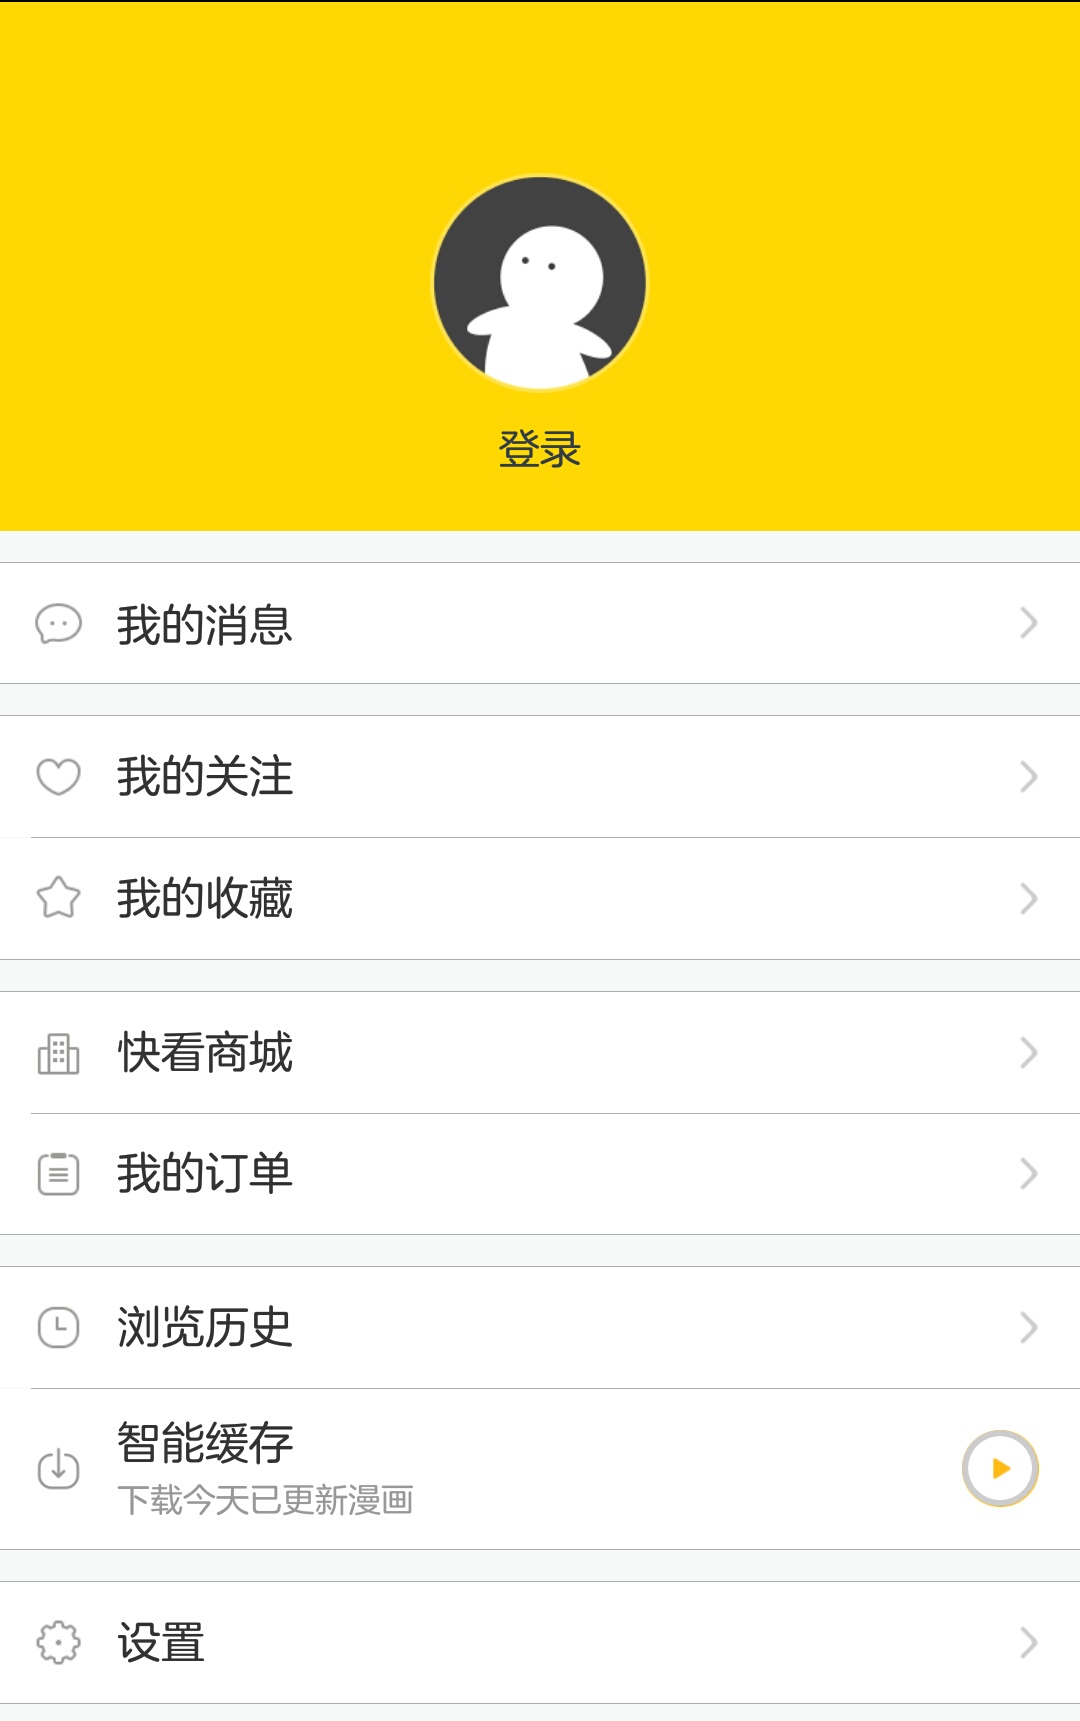 登录
我的消息
我的关注
我的收藏
快看商城
我的订单
浏览历史
智能缓存
下载今天已更新漫画
设置